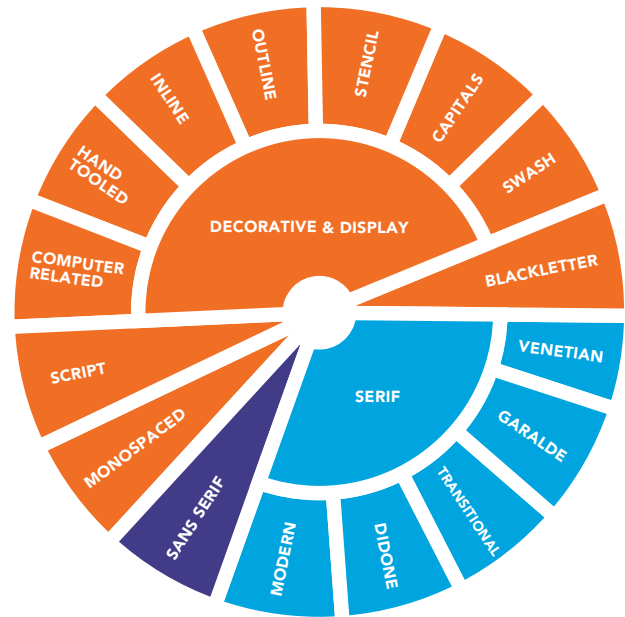 OUTLINE
STENCIL
INLINE
CAPITALS
HAND
TOOLED
SWASH
DECORATIVE & DISPLAY
COMPUTER
RELATED
BLACKLETTER
SCRIPT
VENETIAN
SERIF
MONOSPACED
GARALDE
SANS SERIF
TRANSITIONAL
MODERN
DIDONE